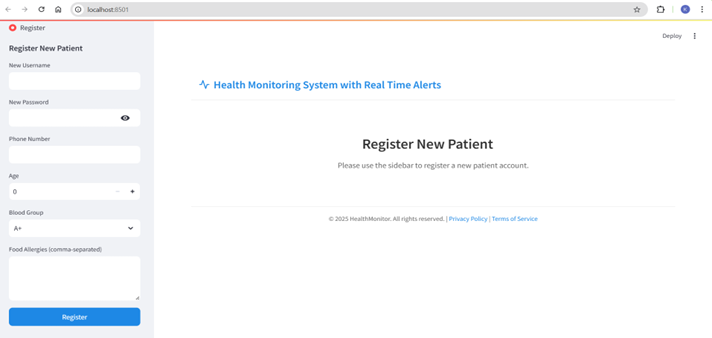 localhost:8501
Register
Deploy
Register New Patient
New Username
New Password
Phone Number
Age
0
Blood Group
A+
Food Allergies (comma-separated)
Register
Health Monitoring System with Real Time Alerts
Register New Patient
Please use the sidebar to register a new patient account.
© 2025 HealthMonitor. All rights reserved. | Privacy Policy | Terms of Service